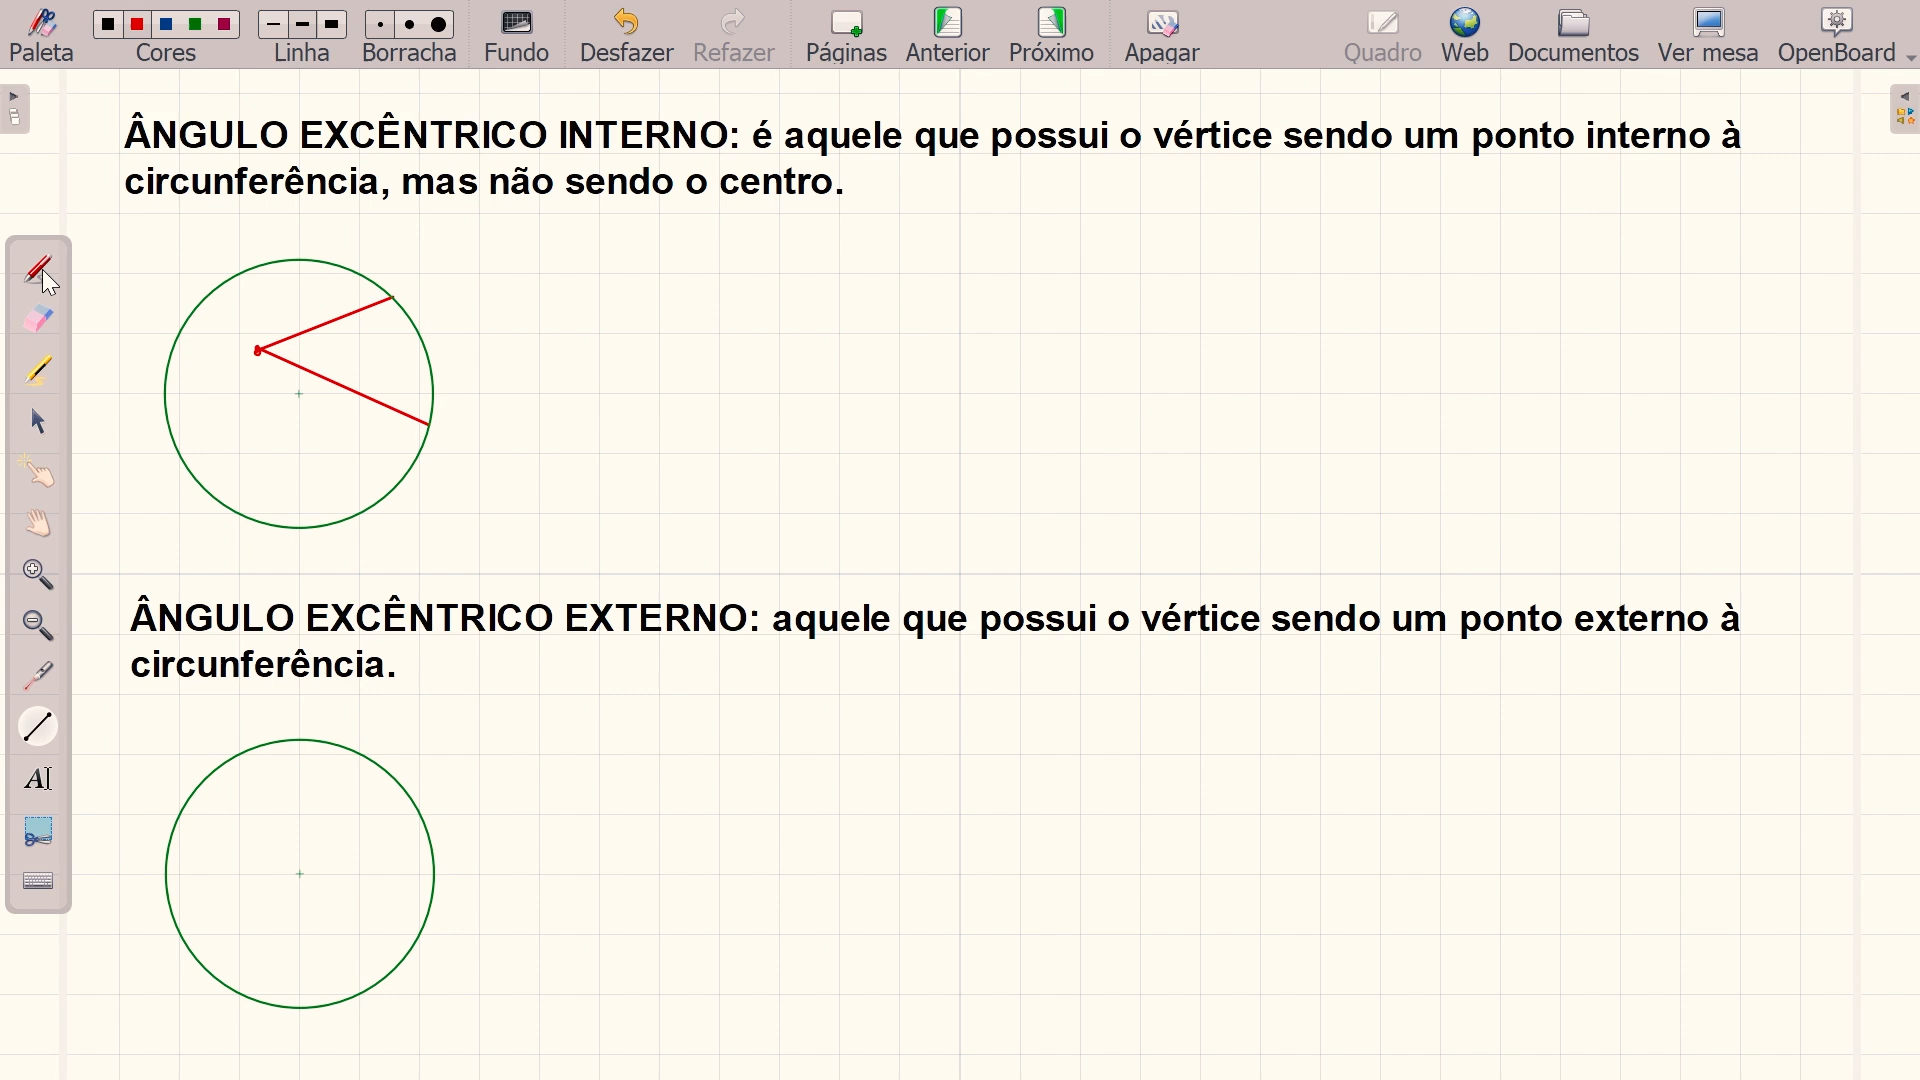 Paleta Cores Linha Borracha Fundo Desfazer Refazer Páginas Anterior Próximo Apagar Quadro Web Documentos Ver mesa OpenBoard
ÂNGULO EXCÊNTRICO INTERNO: é aquele que possui o vértice sendo um ponto interno à
circunferência, mas não sendo o centro.
ÂNGULO EXCÊNTRICO EXTERNO: aquele que possui o vértice sendo um ponto externo à
circunferência.